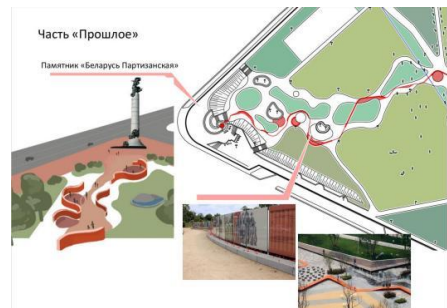 Часть «Прошлое»
Памятник «Беларусь Партизанская»